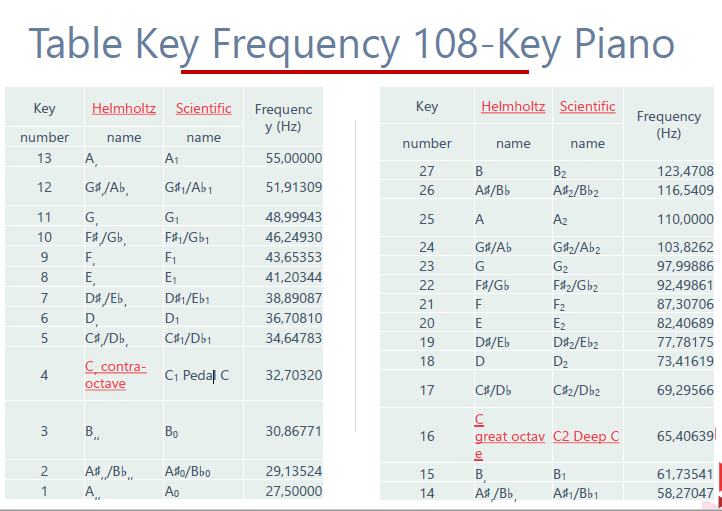 Table Key Frequency 108-Key Piano
Key number Helmholtz name Scientific name Frequency (Hz)
13 A͵ A₁ 55,00000
12 G♯͵/A♭͵ G♯₁/A♭₁ 51,91309
11 G͵ G₁ 48,99943
10 F♯͵/G♭͵ F♯₁/G♭₁ 46,24930
9 F͵ F₁ 43,65353
8 E͵ E₁ 41,20344
7 D♯͵/E♭͵ D♯₁/E♭₁ 38,89087
6 D͵ D₁ 36,70810
5 C♯͵/D♭͵ C♯₁/D♭₁ 34,64783
4 C͵ contra-octave C₁ Pedal C 32,70320
3 B͵͵ B₀ 30,86771
2 A♯͵͵/B♭͵͵ A♯₀/B♭₀ 29,13524
1 A͵͵ A₀ 27,50000
Key number Helmholtz name Scientific name Frequency (Hz)
27 B B₂ 123,4708
26 A♯/B♭ A♯₂/B♭₂ 116,5409
25 A A₂ 110,0000
24 G♯/A♭ G♯₂/A♭₂ 103,8262
23 G G₂ 97,99886
22 F♯/G♭ F♯₂/G♭₂ 92,49861
21 F F₂ 87,30706
20 E E₂ 82,40689
19 D♯/E♭ D♯₂/E♭₂ 77,78175
18 D D₂ 73,41619
17 C♯/D♭ C♯₂/D♭₂ 69,29566
16 C great octave C2 Deep C 65,40639
15 B͵ B₁ 61,73541
14 A♯͵/B♭͵ A♯₁/B♭₁ 58,27047